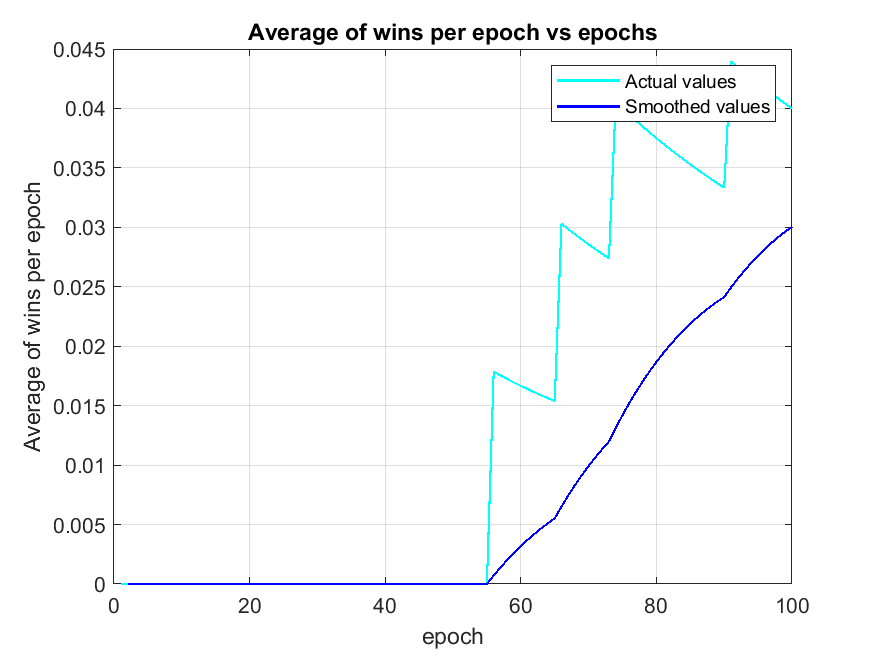 Average of wins per epoch vs epochs
Actual values
Smoothed values
Average of wins per epoch
0.045
0.04
0.035
0.03
0.025
0.02
0.015
0.01
0.005
0
0 20 40 60 80 100
epoch